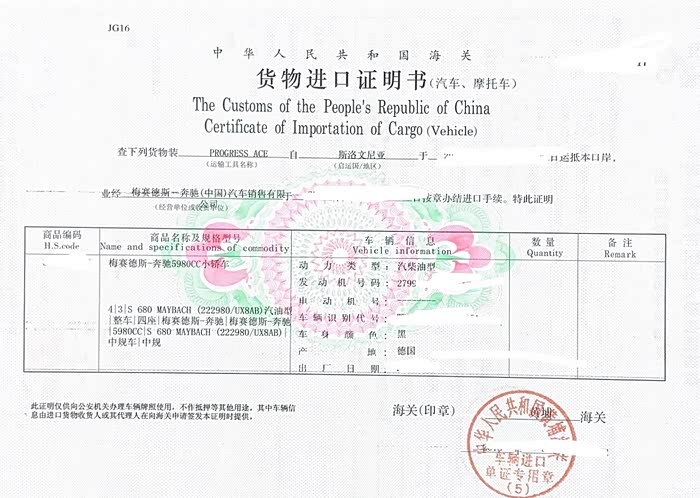 JG16
中华人民共和国海关
货物进口证明书(汽车、摩托车)
The Customs of the People's Republic of China
Certificate of Importation of Cargo (Vehicle)
查下列货物装 PROGRESS ACE 自 斯洛文尼亚 于 日运抵本口岸,
(运输工具名称) (启运国/地区)
业经 梅赛德斯-奔驰(中国)汽车销售有限公司 于 日按章办结进口手续。特此证明
(经营单位或收货单位)
商品编码 H.S.code
商品名称及规格型号 Name and specifications of commodity
车辆信息 Vehicle information
数量 Quantity
备注 Remark
梅赛德斯-奔驰5980CC小轿车
4|3|S 680 MAYBACH (222980/UX8AB)汽油型
|整车|四座|梅赛德斯-奔驰|梅赛德斯-奔驰
|5980CC|S 680 MAYBACH (222980/UX8AB)|
中规车|中规
动力类型: 汽柴油型
发动机号码: 2799
电动机号:
车辆识别代号:
车身颜色: 黑
产地: 德国
出厂日期:
此证明仅供向公安机关办理车辆牌照使用,不作抵押等其他用途,其中车辆信
息由进口货物收货人或其代理人在向海关申请签发本证明时提供。
海关(印章) 海关
中华人民共和国黄埔海关
车辆进口
单证专用章
(5)